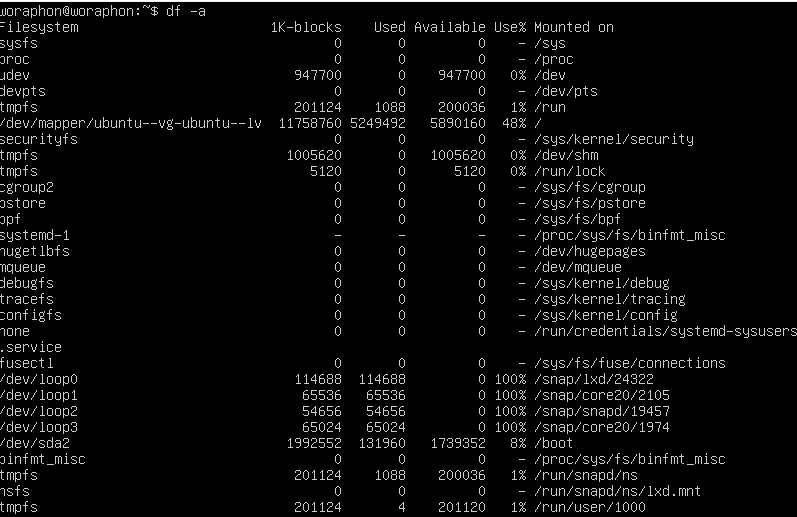 woraphon@woraphon:~$ df -a
Filesystem 1K-blocks Used Available Use% Mounted on
sysfs 0 0 0 - /sys
proc 0 0 0 - /proc
udev 947700 0 947700 0% /dev
devpts 0 0 0 - /dev/pts
tmpfs 201124 1088 200036 1% /run
/dev/mapper/ubuntu--vg-ubuntu--lv 11758760 5249492 5890160 48% /
securityfs 0 0 0 - /sys/kernel/security
tmpfs 1005620 0 1005620 0% /dev/shm
tmpfs 5120 0 5120 0% /run/lock
cgroup2 0 0 0 - /sys/fs/cgroup
pstore 0 0 0 - /sys/fs/pstore
bpf 0 0 0 - /sys/fs/bpf
systemd-1 - - - - /proc/sys/fs/binfmt_misc
hugetlbfs 0 0 0 - /dev/hugepages
mqueue 0 0 0 - /dev/mqueue
debugfs 0 0 0 - /sys/kernel/debug
tracefs 0 0 0 - /sys/kernel/tracing
configfs 0 0 0 - /sys/kernel/config
none 0 0 0 - /run/credentials/systemd-sysusers
.service
fusectl 0 0 0 - /sys/fs/fuse/connections
/dev/loop0 114688 114688 0 100% /snap/lxd/24322
/dev/loop1 65536 65536 0 100% /snap/core20/2105
/dev/loop2 54656 54656 0 100% /snap/snapd/19457
/dev/loop3 65024 65024 0 100% /snap/core20/1974
/dev/sda2 1992552 131960 1739352 8% /boot
binfmt_misc 0 0 0 - /proc/sys/fs/binfmt_misc
tmpfs 201124 1088 200036 1% /run/snapd/ns
nsfs 0 0 0 - /run/snapd/ns/lxd.mnt
tmpfs 201124 4 201120 1% /run/user/1000